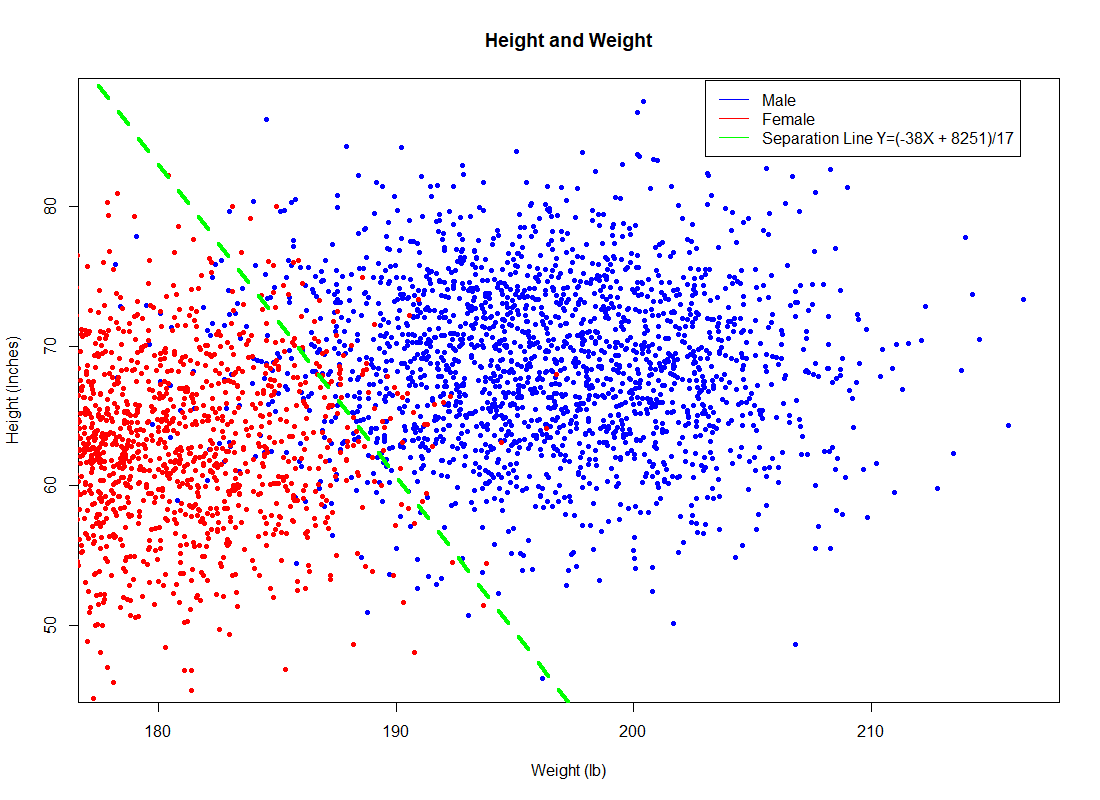 Height and Weight
Male
Female
Separation Line Y=(-38X + 8251)/17
Height (Inches)
80
70
60
50
180 190 200 210
Weight (lb)